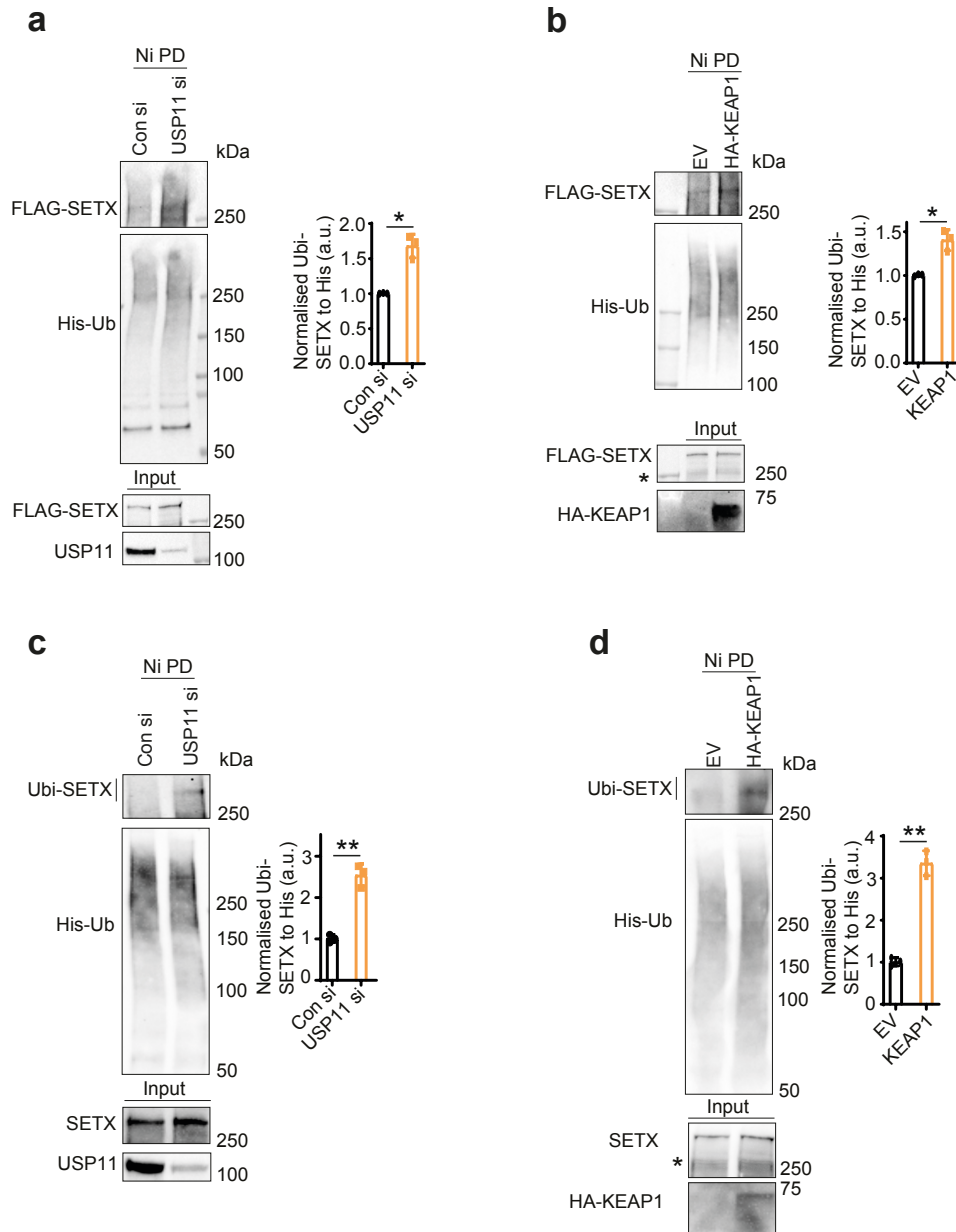 a
Ni PD
Con si
USP11 si
kDa
FLAG-SETX
250
His-Ub
250
150
100
50
Input
FLAG-SETX
250
USP11
100
Normalised Ubi-
SETX to His (a.u.)
2.0
1.5
1.0
0.5
0.0
*
Con si
USP11 si
b
Ni PD
EV
HA-KEAP1
kDa
FLAG-SETX
250
His-Ub
250
150
100
Input
FLAG-SETX
*
250
75
HA-KEAP1
Normalised Ubi-
SETX to His (a.u.)
1.5
1.0
0.5
0.0
*
EV
KEAP1
c
Ni PD
Con si
USP11 si
kDa
Ubi-SETX
250
His-Ub
250
150
100
50
Input
SETX
250
USP11
100
Normalised Ubi-
SETX to His (a.u.)
3
2
1
0
**
Con si
USP11 si
d
Ni PD
EV
HA-KEAP1
kDa
Ubi-SETX
250
His-Ub
250
150
100
50
Input
SETX
*
250
75
HA-KEAP1
Normalised Ubi-
SETX to His (a.u.)
4
3
2
1
0
**
EV
KEAP1